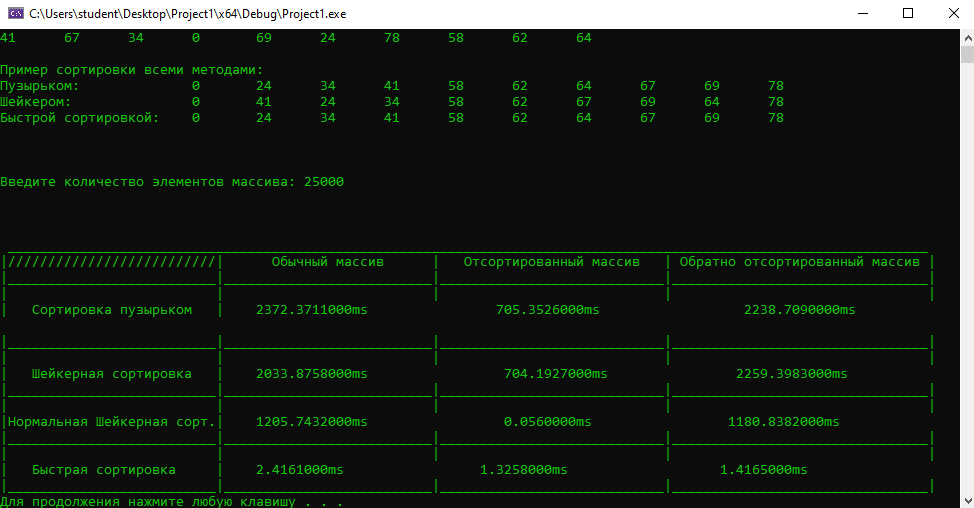 C:\Users\student\Desktop\Project1\x64\Debug\Project1.exe
41 67 34 0 69 24 78 58 62 64
Пример сортировки всеми методами:
Пузырьком: 0 24 34 41 58 62 64 67 69 78
Шейкером: 0 41 24 34 58 62 67 69 64 78
Быстрой сортировкой: 0 24 34 41 58 62 64 67 69 78
Введите количество элементов массива: 25000
|//////////////////////////| Обычный массив | Отсортированный массив | Обратно отсортированный массив |
| Сортировка пузырьком | 2372.3711000ms 705.3526000ms 2238.7090000ms
| Шейкерная сортировка | 2033.8758000ms 704.1927000ms 2259.3983000ms
|Нормальная Шейкерная сорт.| 1205.7432000ms 0.0560000ms 1180.8382000ms
| Быстрая сортировка | 2.4161000ms 1.3258000ms 1.4165000ms
Для продолжения нажмите любую клавишу . . .